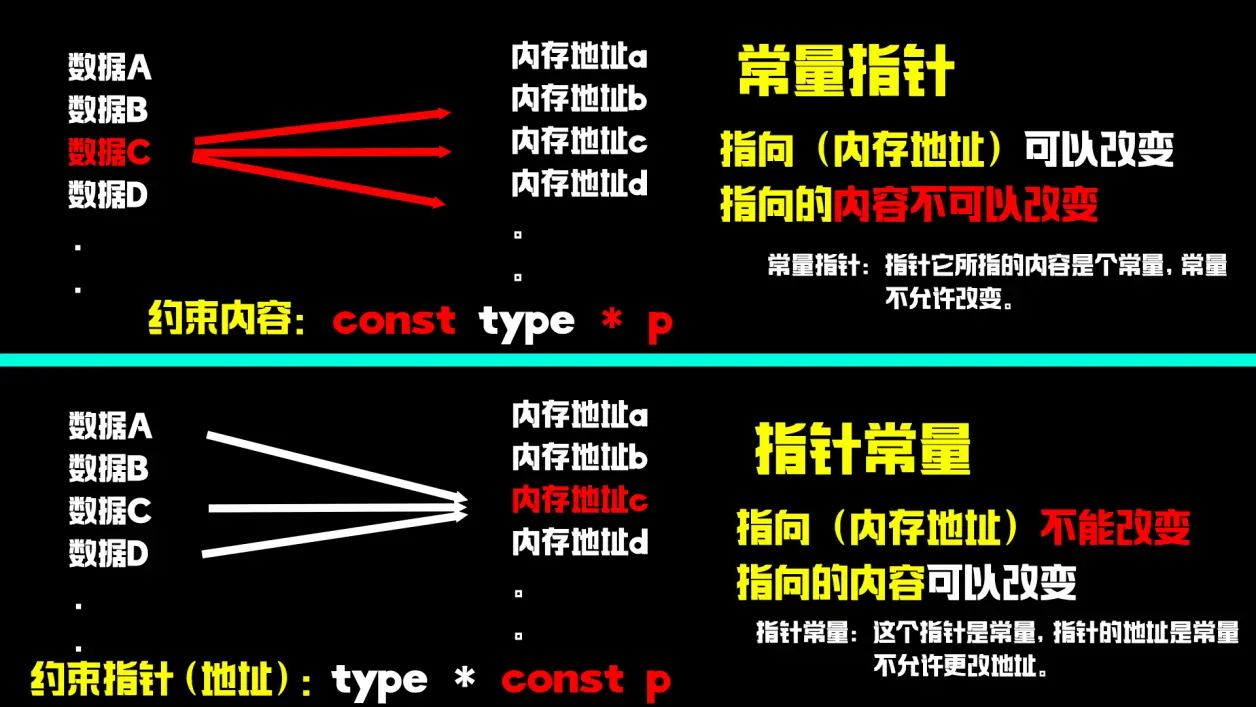 数据A
数据B
数据C
数据D
.
.
内存地址a
内存地址b
内存地址c
内存地址d
。
。
常量指针
指向（内存地址）可以改变
指向的内容不可以改变
常量指针：指针它所指的内容是个常量，常量
不允许改变。
约束内容：const type * p
数据A
数据B
数据C
数据D
.
.
内存地址a
内存地址b
内存地址c
内存地址d
。
。
指针常量
指向（内存地址）不能改变
指向的内容可以改变
指针常量：这个指针是常量，指针的地址是常量
不允许更改地址。
约束指针（地址）：type * const p